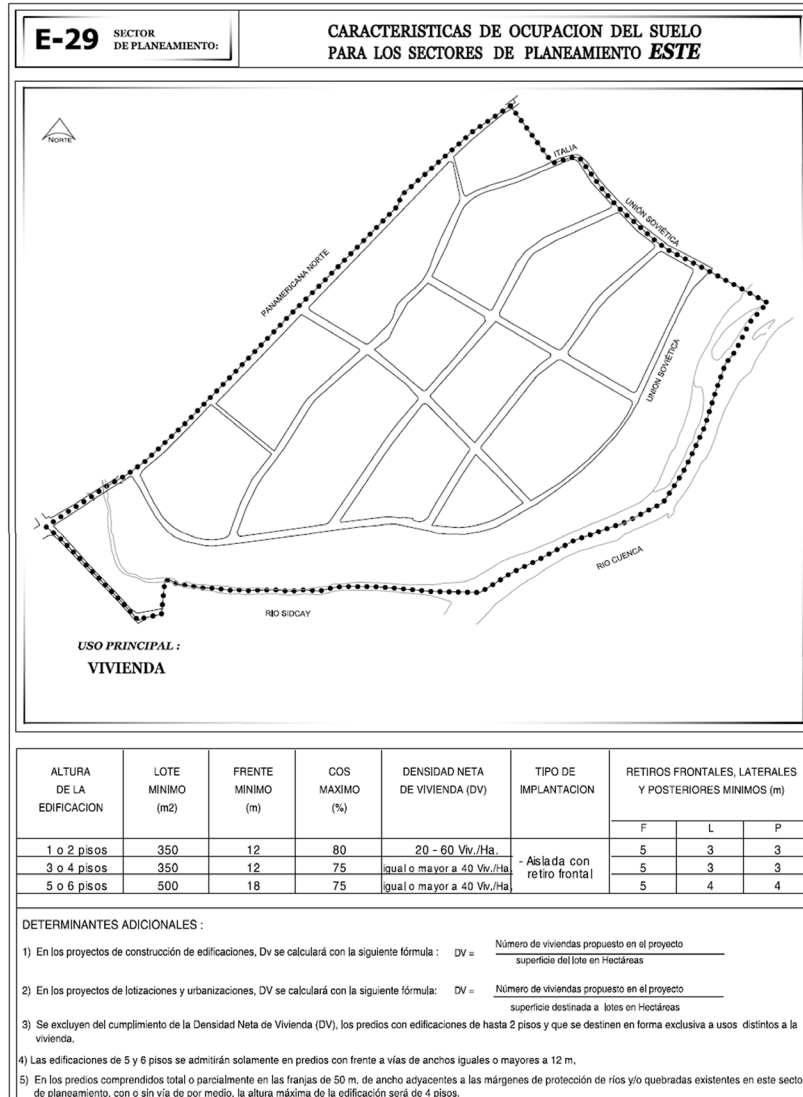 E-29 SECTOR
DE PLANEAMIENTO:
CARACTERISTICAS DE OCUPACION DEL SUELO
PARA LOS SECTORES DE PLANEAMIENTO ESTE
NORTE
ITALIA
UNIÓN SOVIÉTICA
PANAMERICANA NORTE
UNION SOVIÉTICA
RIO CUENCA
RIO SIDCAY
USO PRINCIPAL :
VIVIENDA
ALTURA
DE LA
EDIFICACION
LOTE
MINIMO
(m2)
FRENTE
MINIMO
(m)
COS
MAXIMO
(%)
DENSIDAD NETA
DE VIVIENDA (DV)
TIPO DE
IMPLANTACION
RETIROS FRONTALES, LATERALES
Y POSTERIORES MINIMOS (m)
F L P
1 o 2 pisos 350 12 80 20 - 60 Viv./Ha. 5 3 3
3 o 4 pisos 350 12 75 igual o mayor a 40 Viv./Ha. 5 3 3
5 o 6 pisos 500 18 75 igual o mayor a 40 Viv,/Ha. 5 4 4
- Aislada con
retiro frontal
DETERMINANTES ADICIONALES :
1) En los proyectos de construcción de edificaciones, Dv se calculará con la siguiente fórmula : DV = Número de viviendas propuesto en el proyecto
superficie del lote en Hectáreas
2) En los proyectos de lotizaciones y urbanizaciones, DV se calculará con la siguiente fórmula: DV = Número de viviendas propuesto en el proyecto
superficie destinada a lotes en Hectáreas
3) Se excluyen del cumplimiento de la Densidad Neta de Vivienda (DV), los predios con edificaciones de hasta 2 pisos y que se destinen en forma exclusiva a usos distintos a la
vivienda.
4) Las edificaciones de 5 y 6 pisos se admitirán solamente en predios con frente a vías de anchos iguales o mayores a 12 m,
5) En los predios comprendidos total o parcialmente en las franjas de 50 m. de ancho adyacentes a las márgenes de protección de ríos y/o quebradas existentes en este secto
de planeamiento, con o sin vía de por medio, la altura máxima de la edificación será de 4 pisos.